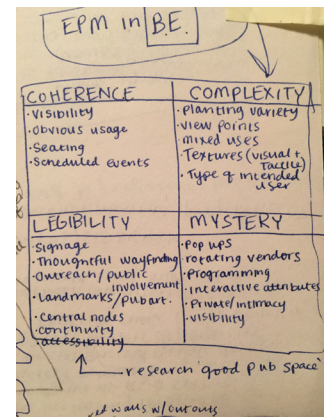 EPM in B.E.
COHERENCE
• Visibility
• Obvious usage
• Seating
• Scheduled events
COMPLEXITY
• Planting variety
• View points
• mixed uses
• Textures (visual + Tactile)
• Type of intended user
LEGIBILITY
• Signage
• Thoughtful wayfinding
• Outreach/public involvement
• Landmarks/pub art.
• central nodes
• continuity
• accessibility
MYSTERY
• Pop ups
• rotating vendors
• Programming
• interactive attributes
• Private/intimacy
• visibility
research 'good pub space'
walls w/cutouts